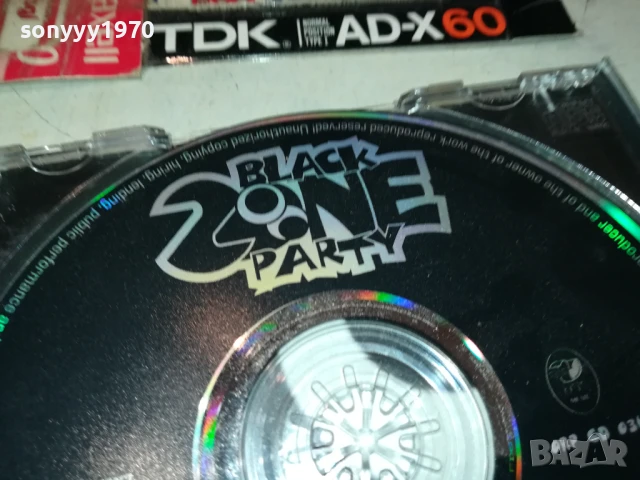 sonyyy1970
maxell
TDK NORMAL POSITION TYPE I AD-X60
BLACK
ZONE
PARTY
producer and of the owner of the work reproduced reserved! Unauthorized copying, hiring, lending, public performance
bazar